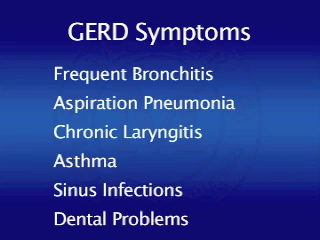 GERD Symptoms
Frequent Bronchitis
Aspiration Pneumonia
Chronic Laryngitis
Asthma
Sinus Infections
Dental Problems